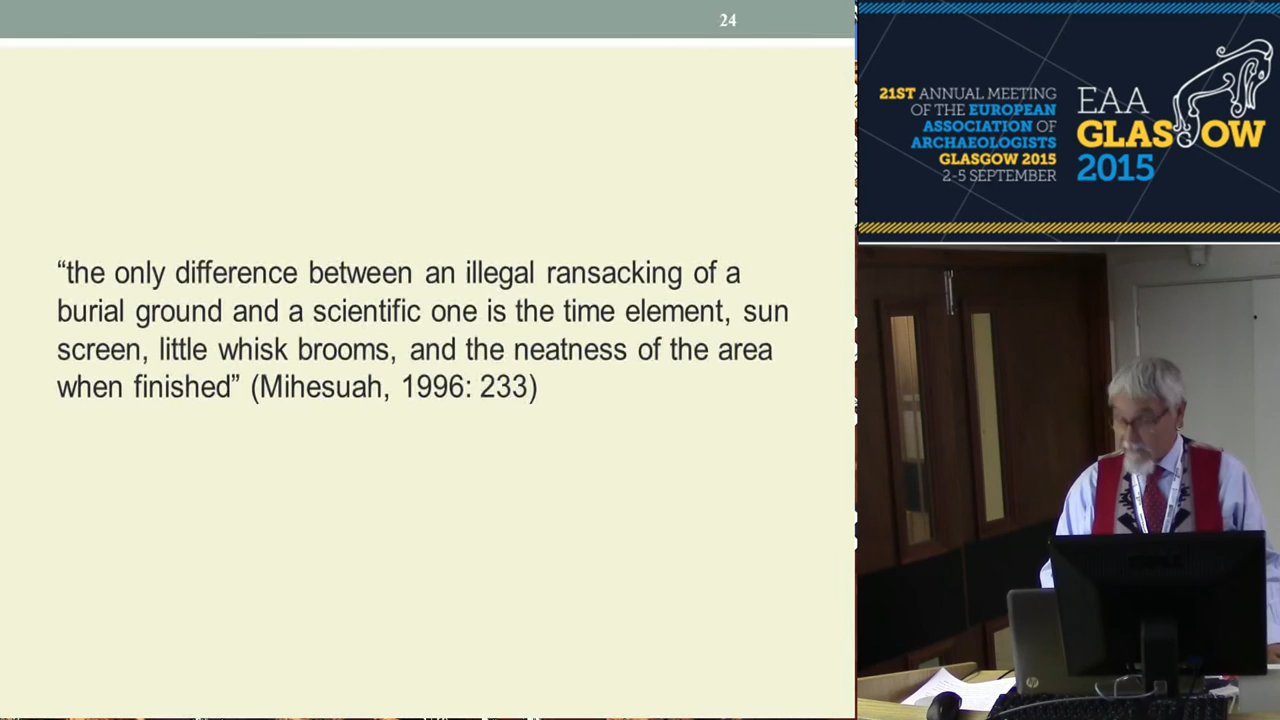 24
“the only difference between an illegal ransacking of a
burial ground and a scientific one is the time element, sun
screen, little whisk brooms, and the neatness of the area
when finished” (Mihesuah, 1996: 233)
21ST ANNUAL MEETING
OF THE EUROPEAN
ASSOCIATION OF
ARCHAEOLOGISTS
GLASGOW 2015
2-5 SEPTEMBER
EAA
GLASGOW
2015
hp